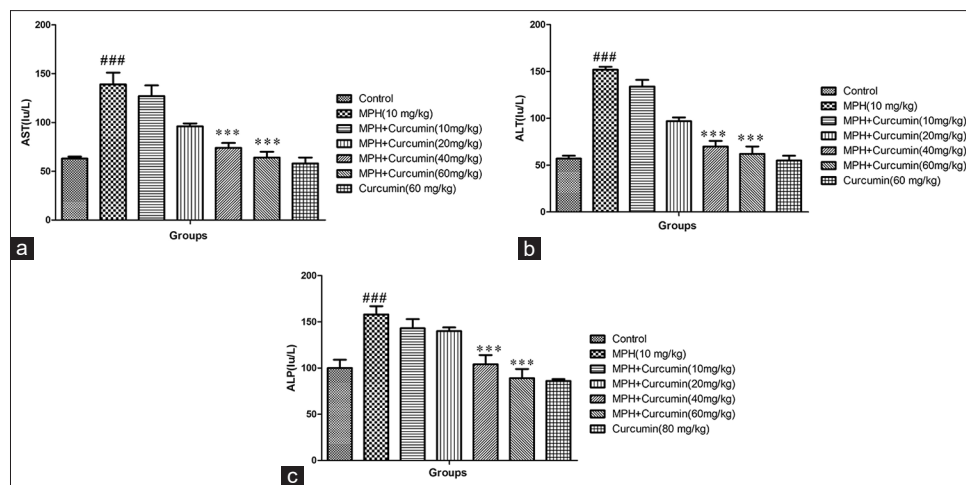 200
150
100
50
0
AST(Iu/L)
###
***
***
Groups
Control
MPH(10 mg/kg)
MPH+Curcumin(10mg/kg)
MPH+Curcumin(20mg/kg)
MPH+Curcumin(40mg/kg)
MPH+Curcumin(60mg/kg)
Curcumin(60 mg/kg)
a
200
150
100
50
0
ALT(Iu/L)
###
***
***
Groups
Control
MPH(10 mg/kg)
MPH+Curcumin(10mg/kg)
MPH+Curcumin(20mg/kg)
MPH+Curcumin(40mg/kg)
MPH+Curcumin(60mg/kg)
Curcumin(60 mg/kg)
b
200
150
100
50
0
ALP(Iu/L)
###
***
***
Groups
Control
MPH(10 mg/kg)
MPH+Curcumin(10mg/kg)
MPH+Curcumin(20mg/kg)
MPH+Curcumin(40mg/kg)
MPH+Curcumin(60mg/kg)
Curcumin(80 mg/kg)
c